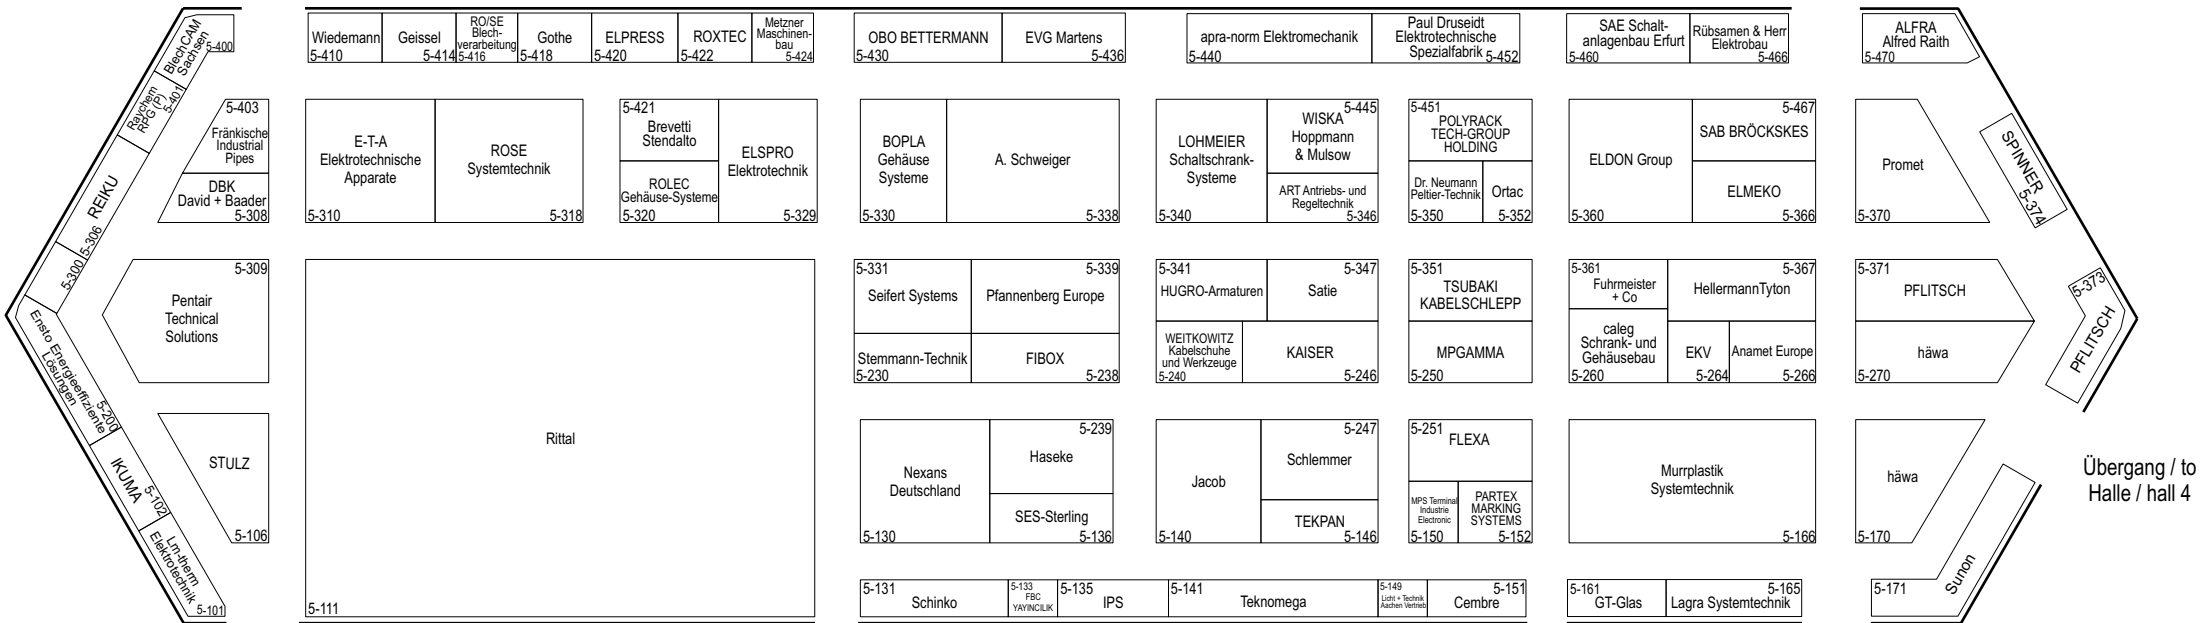 BlechCAM
Sachsen
5-400
Raychem
RPG (P)
5-401
REIKU
5-306
5-300
Ensto Energieeffiziente
Lösungen
5-200
IKUMA
5-102
Lm-therm
Elektrotechnik
5-101
Wiedemann
5-410
Geissel
5-414
RO/SE
Blech-
verarbeitung
5-416
Gothe
5-418
ELPRESS
5-420
ROXTEC
5-422
Metzner
Maschinen-
bau
5-424
OBO BETTERMANN
5-430
EVG Martens
5-436
apra-norm Elektromechanik
5-440
Paul Druseidt
Elektrotechnische
Spezialfabrik
5-452
SAE Schalt-
anlagenbau Erfurt
5-460
Rübsamen & Herr
Elektrobau
5-466
ALFRA
Alfred Raith
5-470
5-403
Fränkische
Industrial
Pipes
DBK
David + Baader
5-308
E-T-A
Elektrotechnische
Apparate
5-310
ROSE
Systemtechnik
5-318
5-421
Brevetti
Stendalto
ROLEC
Gehäuse-Systeme
5-320
ELSPRO
Elektrotechnik
5-329
BOPLA
Gehäuse
Systeme
5-330
A. Schweiger
5-338
LOHMEIER
Schaltschrank-
Systeme
5-340
5-445
WISKA
Hoppmann
& Mulsow
ART Antriebs- und
Regeltechnik
5-346
5-451
POLYRACK
TECH-GROUP
HOLDING
Dr. Neumann
Peltier-Technik
5-350
Ortac
5-352
ELDON Group
5-360
5-467
SAB BRÖCKSKES
ELMEKO
5-366
Promet
5-370
SPINNER
5-374
5-309
Pentair
Technical
Solutions
Rittal
5-111
5-331
Seifert Systems
5-339
Pfannenberg Europe
Stemmann-Technik
5-230
FIBOX
5-238
5-341
HUGRO-Armaturen
5-347
Satie
WEITKOWITZ
Kabelschuhe
und Werkzeuge
5-240
KAISER
5-246
5-351
TSUBAKI
KABELSCHLEPP
MPGAMMA
5-250
5-361
Fuhrmeister
+ Co
5-367
HellermannTyton
caleg
Schrank- und
Gehäusebau
5-260
EKV
5-264
Anamet Europe
5-266
5-371
PFLITSCH
häwa
5-270
5-373
PFLITSCH
STULZ
5-106
Nexans
Deutschland
5-130
5-239
Haseke
SES-Sterling
5-136
Jacob
5-140
5-247
Schlemmer
TEKPAN
5-146
5-251
FLEXA
MPS Terminal
Industrie
Electronic
5-150
PARTEX
MARKING
SYSTEMS
5-152
Murrplastik
Systemtechnik
5-166
häwa
5-170
Übergang / to
Halle / hall 4
5-131
Schinko
5-133
FBC
YAYINCILIK
5-135
IPS
5-141
Teknomega
5-149
Licht + Technik
Aachen Vertrieb
5-151
Cembre
5-161
GT-Glas
5-165
Lagra Systemtechnik
5-171
Sunon